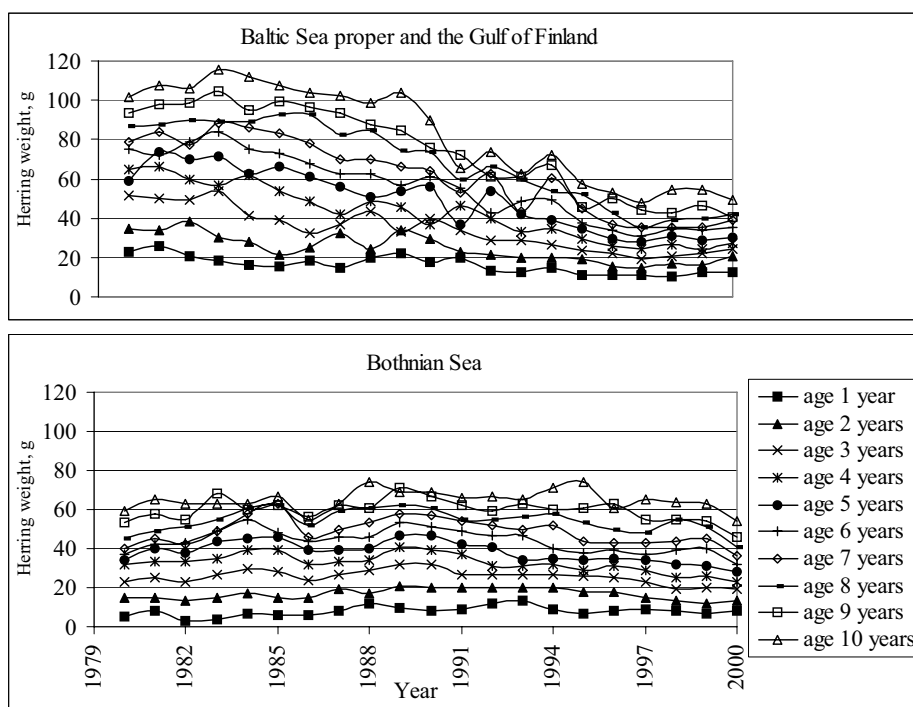 Baltic Sea proper and the Gulf of Finland
Herring weight, g
120
100
80
60
40
20
0
Bothnian Sea
Herring weight, g
120
100
80
60
40
20
0
1979
1982
1985
1988
1991
1994
1997
2000
Year
age 1 year
age 2 years
age 3 years
age 4 years
age 5 years
age 6 years
age 7 years
age 8 years
age 9 years
age 10 years